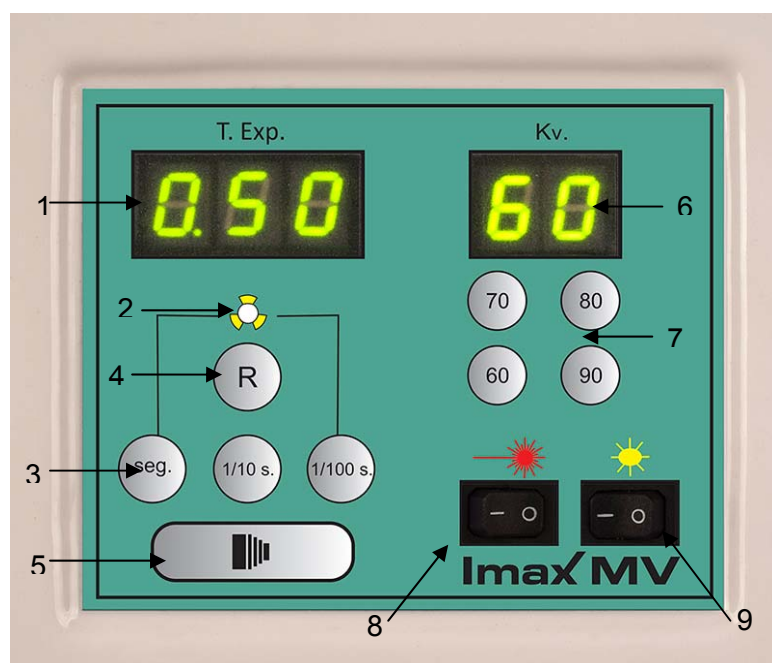 T. Exp. Kv.
1 0.50 60 6
2
70 80
7
4 R 60 90
3 seg. 1/10 s. 1/100 s.
5 – O – O
Imax MV
8 9